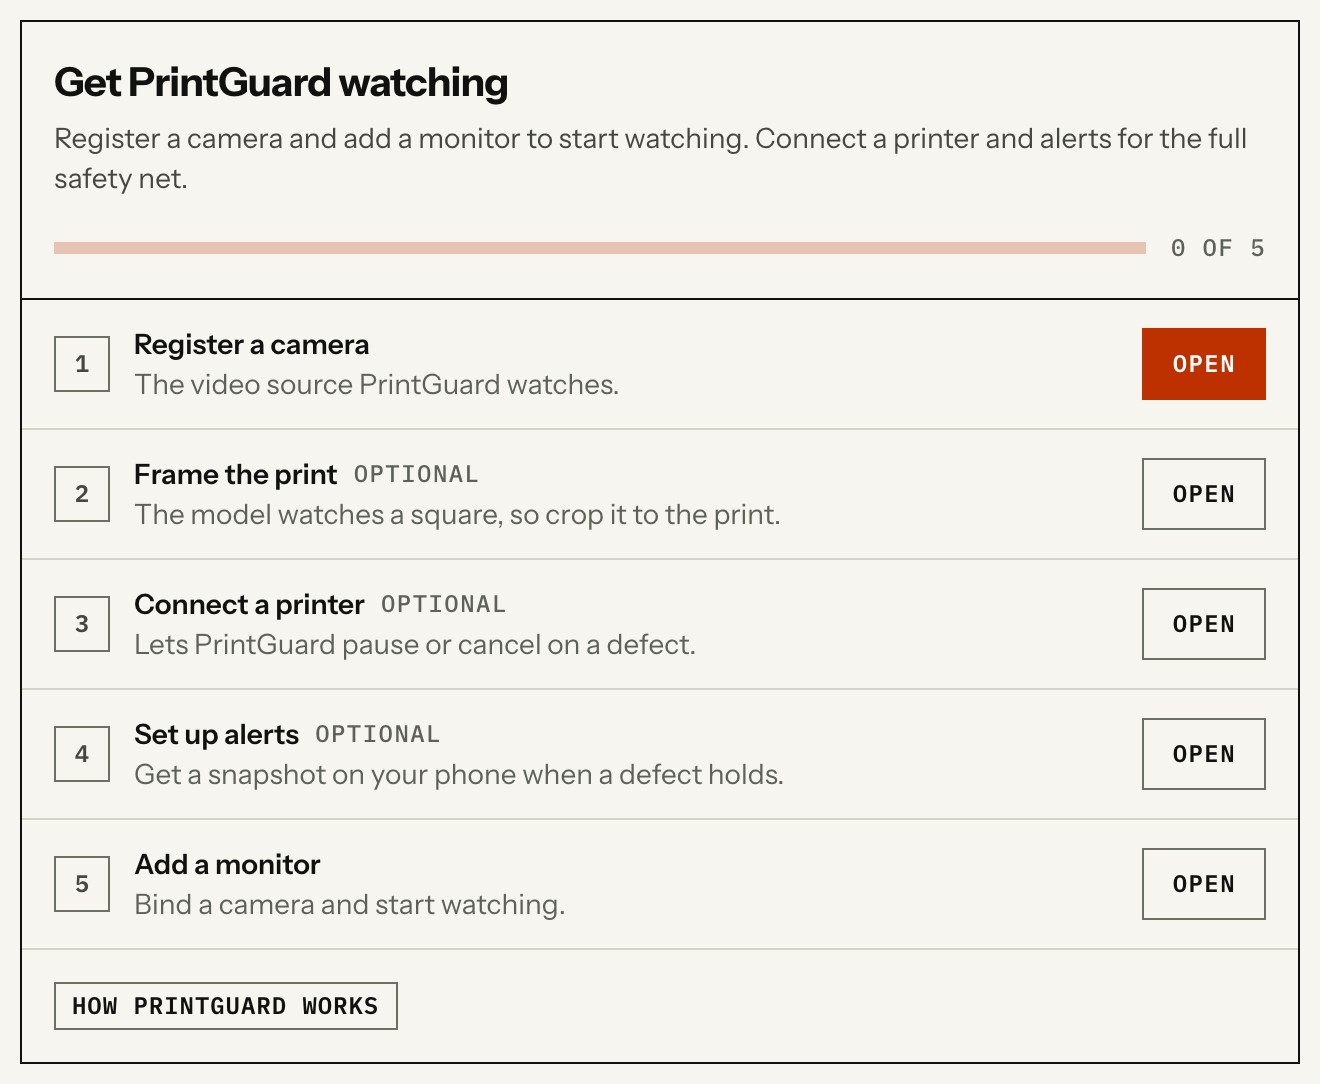 Get PrintGuard watching
Register a camera and add a monitor to start watching. Connect a printer and alerts for the full
safety net.
0 OF 5
1
Register a camera
The video source PrintGuard watches.
OPEN
2
Frame the print OPTIONAL
The model watches a square, so crop it to the print.
OPEN
3
Connect a printer OPTIONAL
Lets PrintGuard pause or cancel on a defect.
OPEN
4
Set up alerts OPTIONAL
Get a snapshot on your phone when a defect holds.
OPEN
5
Add a monitor
Bind a camera and start watching.
OPEN
HOW PRINTGUARD WORKS